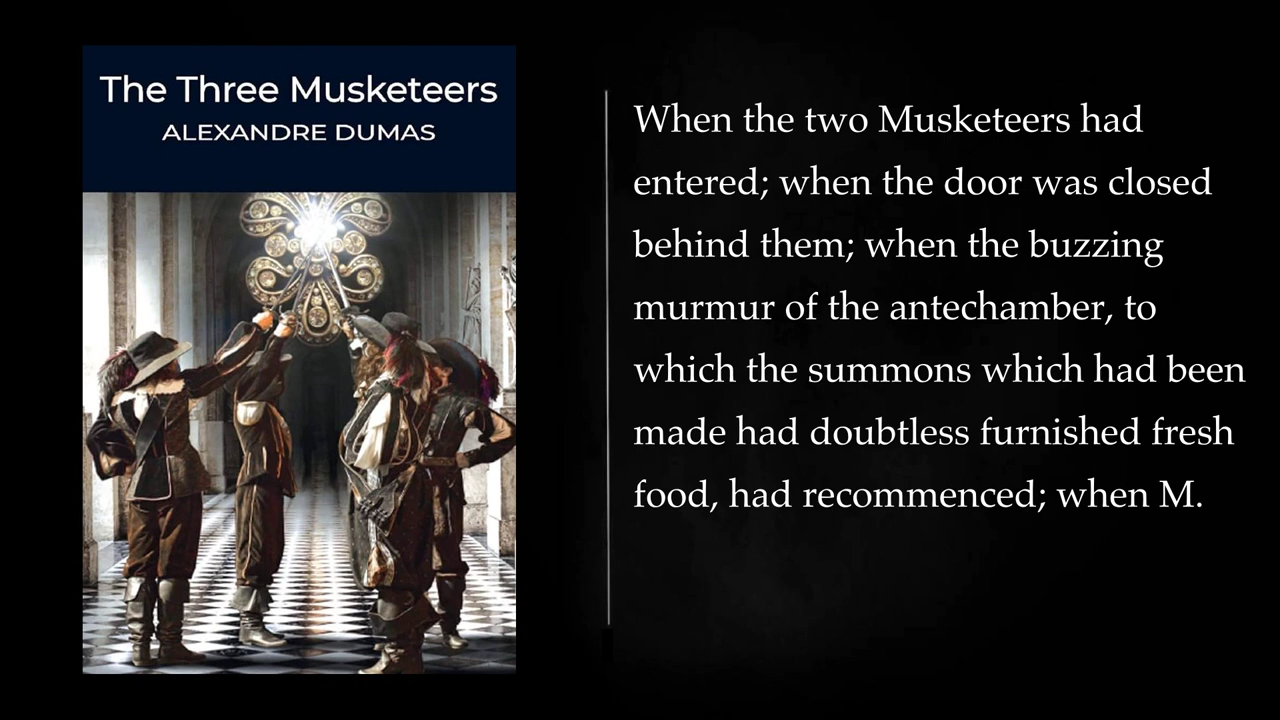 The Three Musketeers
ALEXANDRE DUMAS
When the two Musketeers had
entered; when the door was closed
behind them; when the buzzing
murmur of the antechamber, to
which the summons which had been
made had doubtless furnished fresh
food, had recommenced; when M.